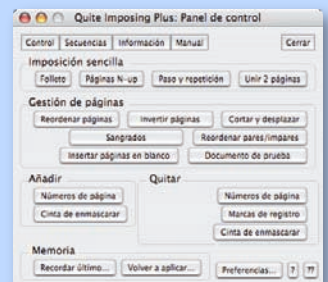 Quite Imposing Plus: Panel de control
Control Secuencias Información Manual Cerrar
Imposición sencilla
Folleto Páginas N-up Paso y repetición Unir 2 páginas
Gestión de páginas
Reordenar páginas Invertir páginas Cortar y desplazar
Sangrados Reordenar pares/impares
Insertar páginas en blanco Documento de prueba
Añadir Quitar
Números de página Números de página
Cinta de enmascarar Marcas de registro
Cinta de enmascarar
Memoria
Recordar último... Volver a aplicar... Preferencias... ? ??